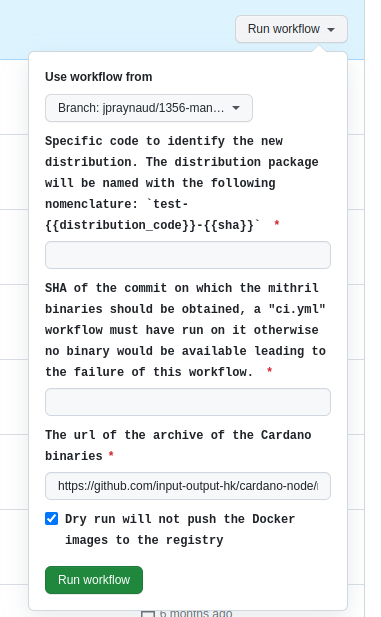 Run workflow
Use workflow from
Branch: jpraynaud/1356-man...
Specific code to identify the new
distribution. The distribution package
will be named with the following
nomenclature: `test-
{{distribution_code}}-{{sha}}` *
SHA of the commit on which the mithril
binaries should be obtained, a "ci.yml"
workflow must have run on it otherwise
no binary would be available leading to
the failure of this workflow. *
The url of the archive of the Cardano
binaries *
https://github.com/input-output-hk/cardano-node/
Dry run will not push the Docker
images to the registry
Run workflow
6 months ago